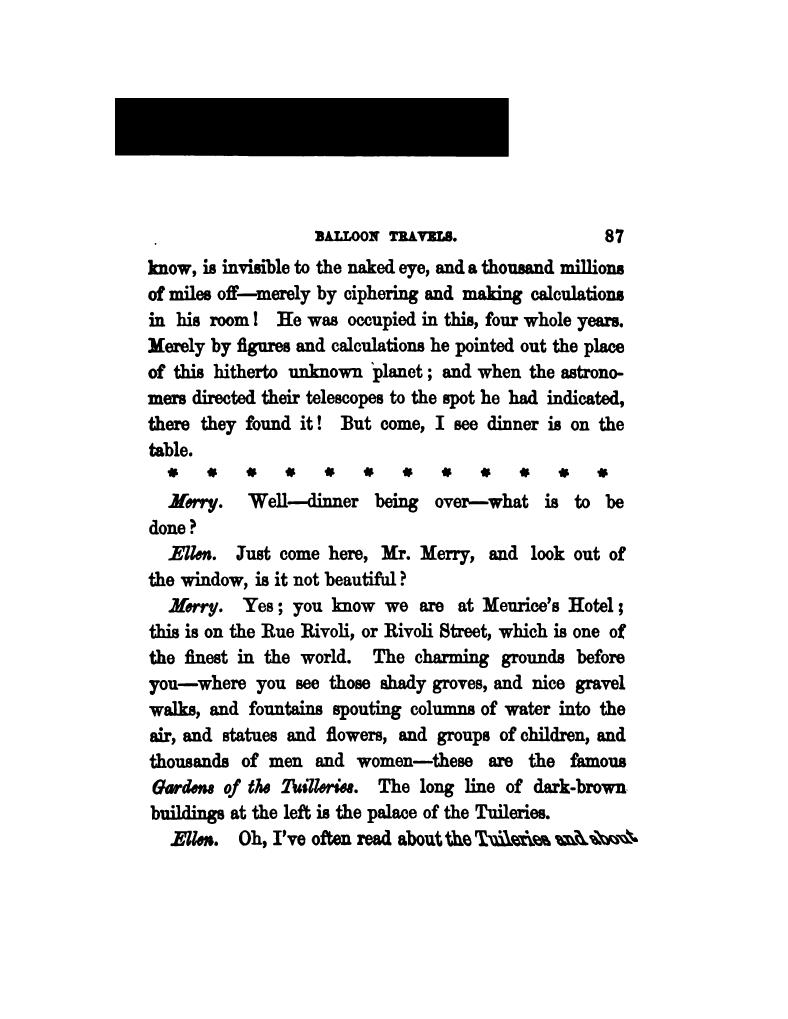 BALLOON TRAVELS. 87
know, is invisible to the naked eye, and a thousand millions
of miles off—merely by ciphering and making calculations
in his room! He was occupied in this, four whole years.
Merely by figures and calculations he pointed out the place
of this hitherto unknown planet; and when the astrono-
mers directed their telescopes to the spot he had indicated,
there they found it! But come, I see dinner is on the
table.
* * * * * * * * * * * *
Merry. Well—dinner being over—what is to be
done?
Ellen. Just come here, Mr. Merry, and look out of
the window, is it not beautiful?
Merry. Yes; you know we are at Meurice's Hotel;
this is on the Rue Rivoli, or Rivoli Street, which is one of
the finest in the world. The charming grounds before
you—where you see those shady groves, and nice gravel
walks, and fountains spouting columns of water into the
air, and statues and flowers, and groups of children, and
thousands of men and women—these are the famous
Gardens of the Tuilleries. The long line of dark-brown
buildings at the left is the palace of the Tuileries.
Ellen. Oh, I've often read about the Tuileries and about